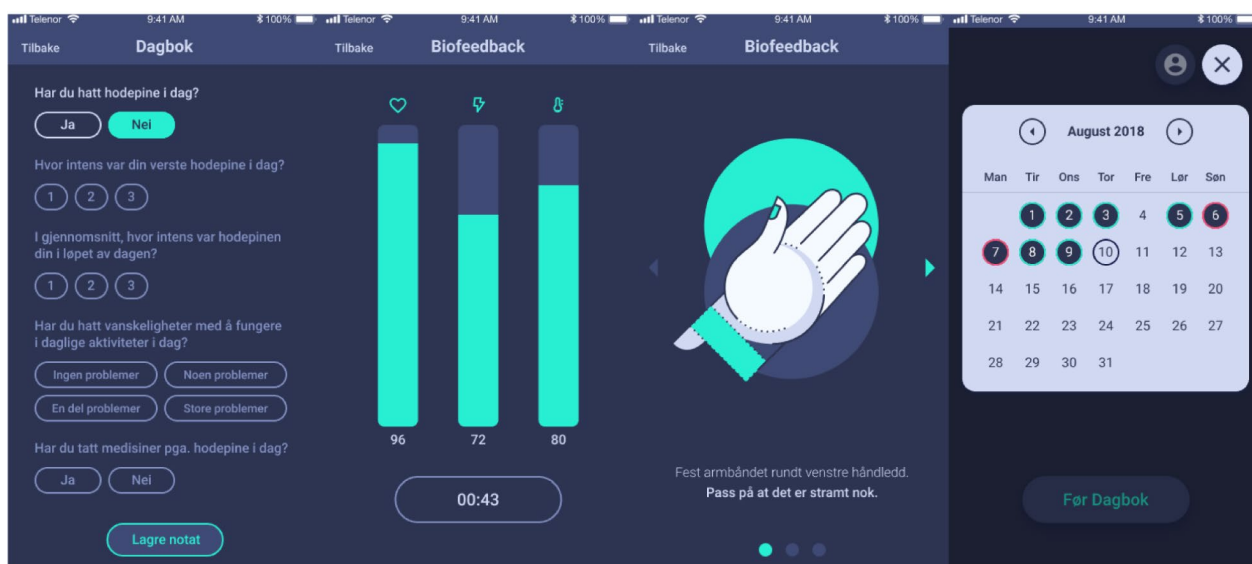 Telenor 9:41 AM 100%
Tilbake Dagbok
Har du hatt hodepine i dag?
Ja Nei
Hvor intens var din verste hodepine i dag?
1 2 3
I gjennomsnitt, hvor intens var hodepinen
din i løpet av dagen?
1 2 3
Har du hatt vanskeligheter med å fungere
i daglige aktiviteter i dag?
Ingen problemer Noen problemer
En del problemer Store problemer
Har du tatt medisiner pga. hodepine i dag?
Ja Nei
Lagre notat
Telenor 9:41 AM 100%
Tilbake Biofeedback
96 72 80
00:43
Telenor 9:41 AM 100%
Tilbake Biofeedback
Fest armbåndet rundt venstre håndledd.
Pass på at det er stramt nok.
Telenor 9:41 AM 100%
August 2018
Man Tir Ons Tor Fre Lør Søn
1 2 3 4 5 6
7 8 9 10 11 12 13
14 15 16 17 18 19 20
21 22 23 24 25 26 27
28 29 30 31
Før Dagbok